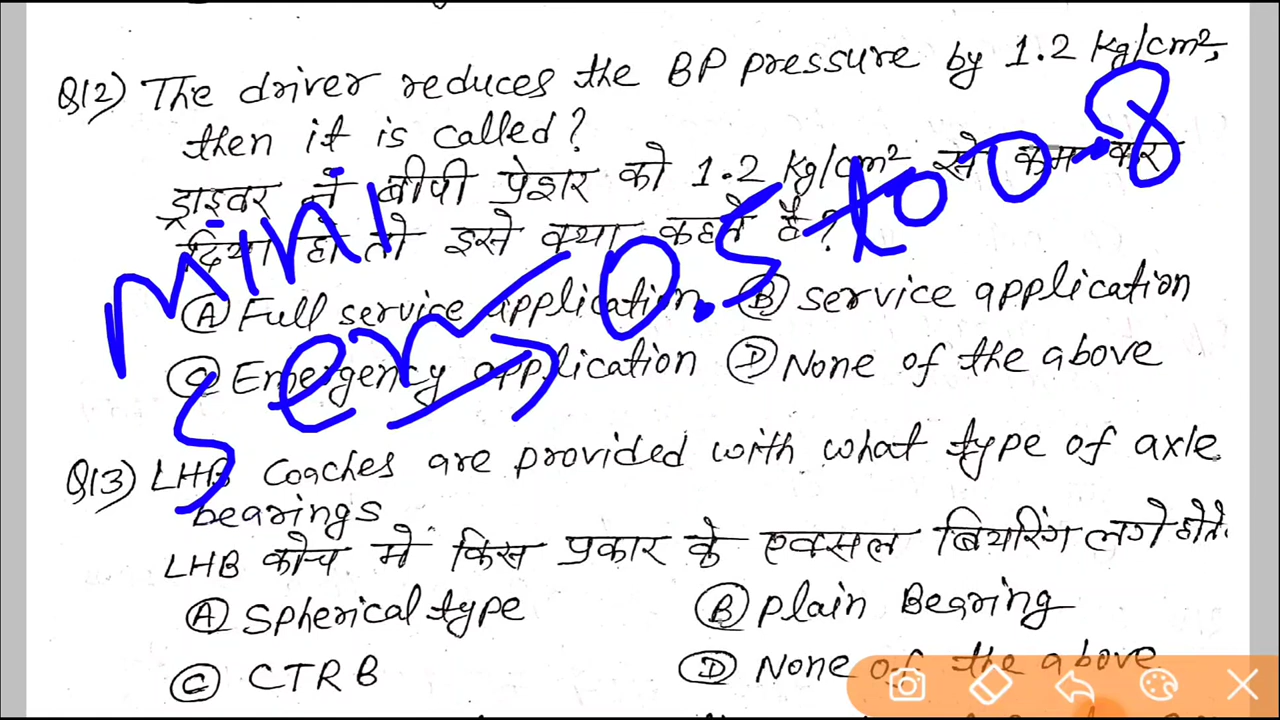 Q12) The driver reduces the BP pressure by 1.2 Kg/cm²,
then it is called?
ड्राइवर ने बीपी प्रेशर को 1.2 Kg/cm² से कम कर
दिया हो तो इसे क्या कहते है?
(A) Full service application (B) service application
(C) Emergency application (D) None of the above
mini
ser → 0.5 to 0.8
Q13) LHB Coaches are provided with what type of axle
bearings
LHB कोच मे किस प्रकार के एक्सल बियरिंग लगे होते
(A) Spherical type (B) Plain Bearing
(C) CTRB (D) None of the above